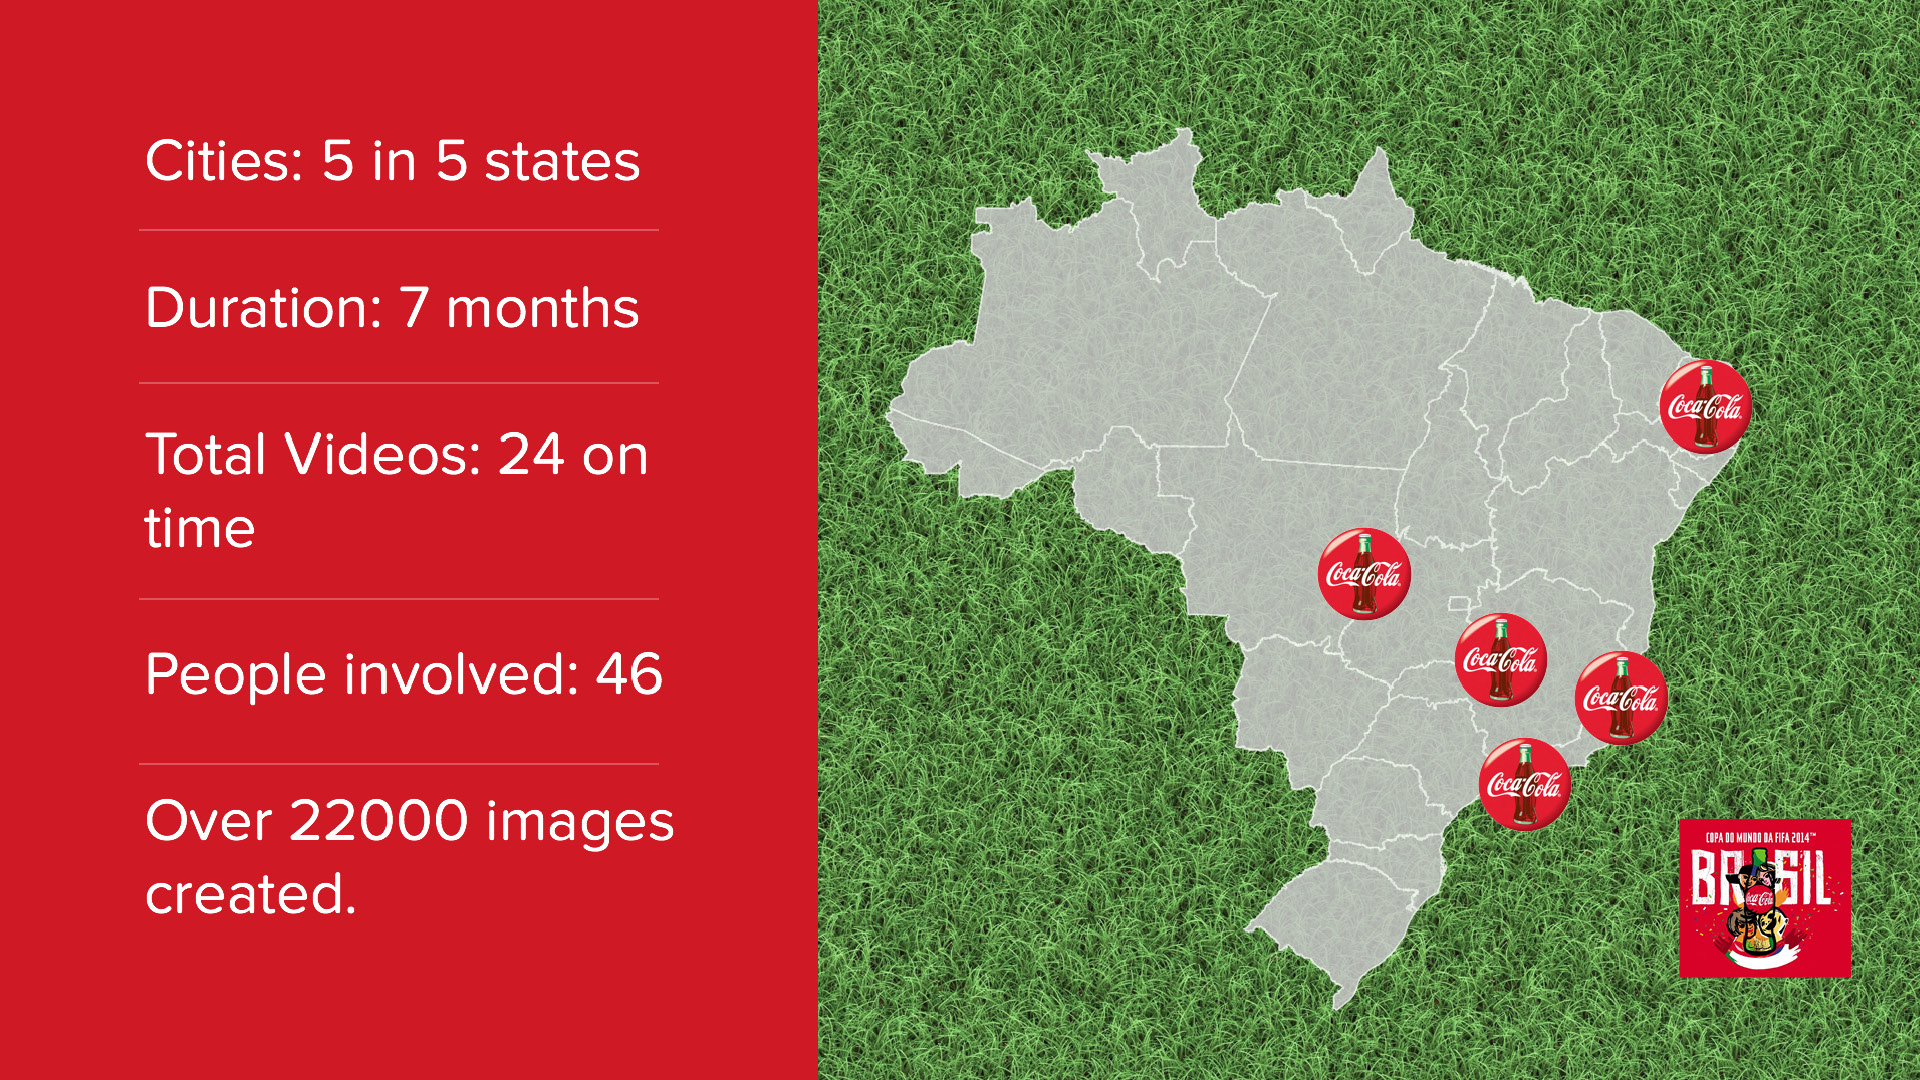 Cities: 5 in 5 states
Duration: 7 months
Total Videos: 24 on
time
People involved: 46
Over 22000 images
created.
Coca-Cola
Coca-Cola
Coca-Cola
Coca-Cola
Coca-Cola
COPA DO MUNDO DA FIFA 2014™
BRASIL
Coca-Cola